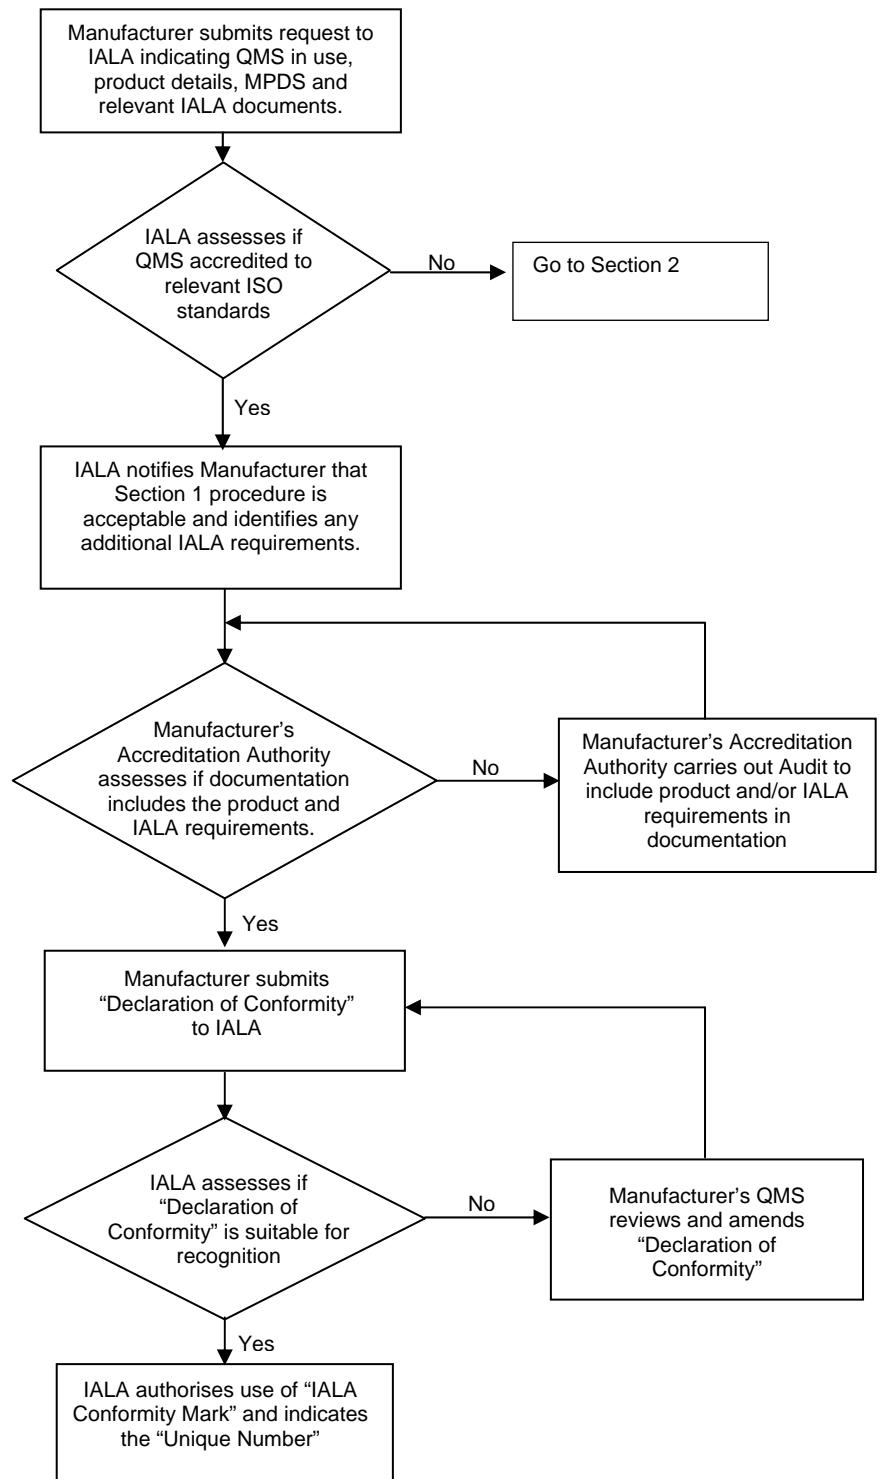 Manufacturer submits request to
IALA indicating QMS in use,
product details, MPDS and
relevant IALA documents.
IALA assesses if
QMS accredited to
relevant ISO
standards
No
Go to Section 2
Yes
IALA notifies Manufacturer that
Section 1 procedure is
acceptable and identifies any
additional IALA requirements.
Manufacturer’s
Accreditation Authority
assesses if documentation
includes the product and
IALA requirements.
No
Manufacturer’s Accreditation
Authority carries out Audit to
include product and/or IALA
requirements in
documentation
Yes
Manufacturer submits
“Declaration of Conformity”
to IALA
IALA assesses if
“Declaration of
Conformity” is suitable for
recognition
No
Manufacturer’s QMS
reviews and amends
“Declaration of
Conformity”
Yes
IALA authorises use of “IALA
Conformity Mark” and indicates
the “Unique Number”